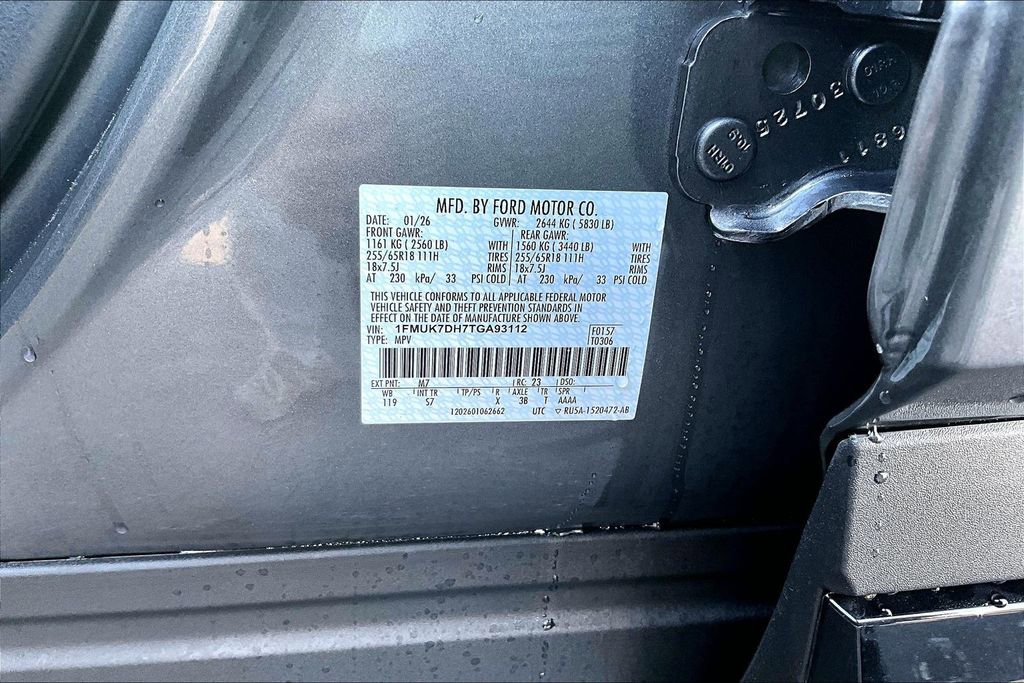 30725
6811
MFD. BY FORD MOTOR CO.
DATE: 01/26 GVWR: 2644 KG ( 5830 LB)
FRONT GAWR: REAR GAWR:
1161 KG ( 2560 LB) WITH 1560 KG ( 3440 LB) WITH
255/65R18 111H TIRES 255/65R18 111H TIRES
18x7.5J RIMS 18x7.5J RIMS
AT 230 kPa/ 33 PSI COLD AT 230 kPa/ 33 PSI COLD
THIS VEHICLE CONFORMS TO ALL APPLICABLE FEDERAL MOTOR
VEHICLE SAFETY AND THEFT PREVENTION STANDARDS IN
EFFECT ON THE DATE OF MANUFACTURE SHOWN ABOVE.
VIN: 1FMUK7DH7TGA93112 F0157
TYPE: MPV T0306
EXT PNT: M7 RC: 23 DSO:
WB INT TR TP/PS R AXLE TR SPR
119 S7 X 3B T AAAA
1202601062662 UTC ▽ RU5A-1520472-AB